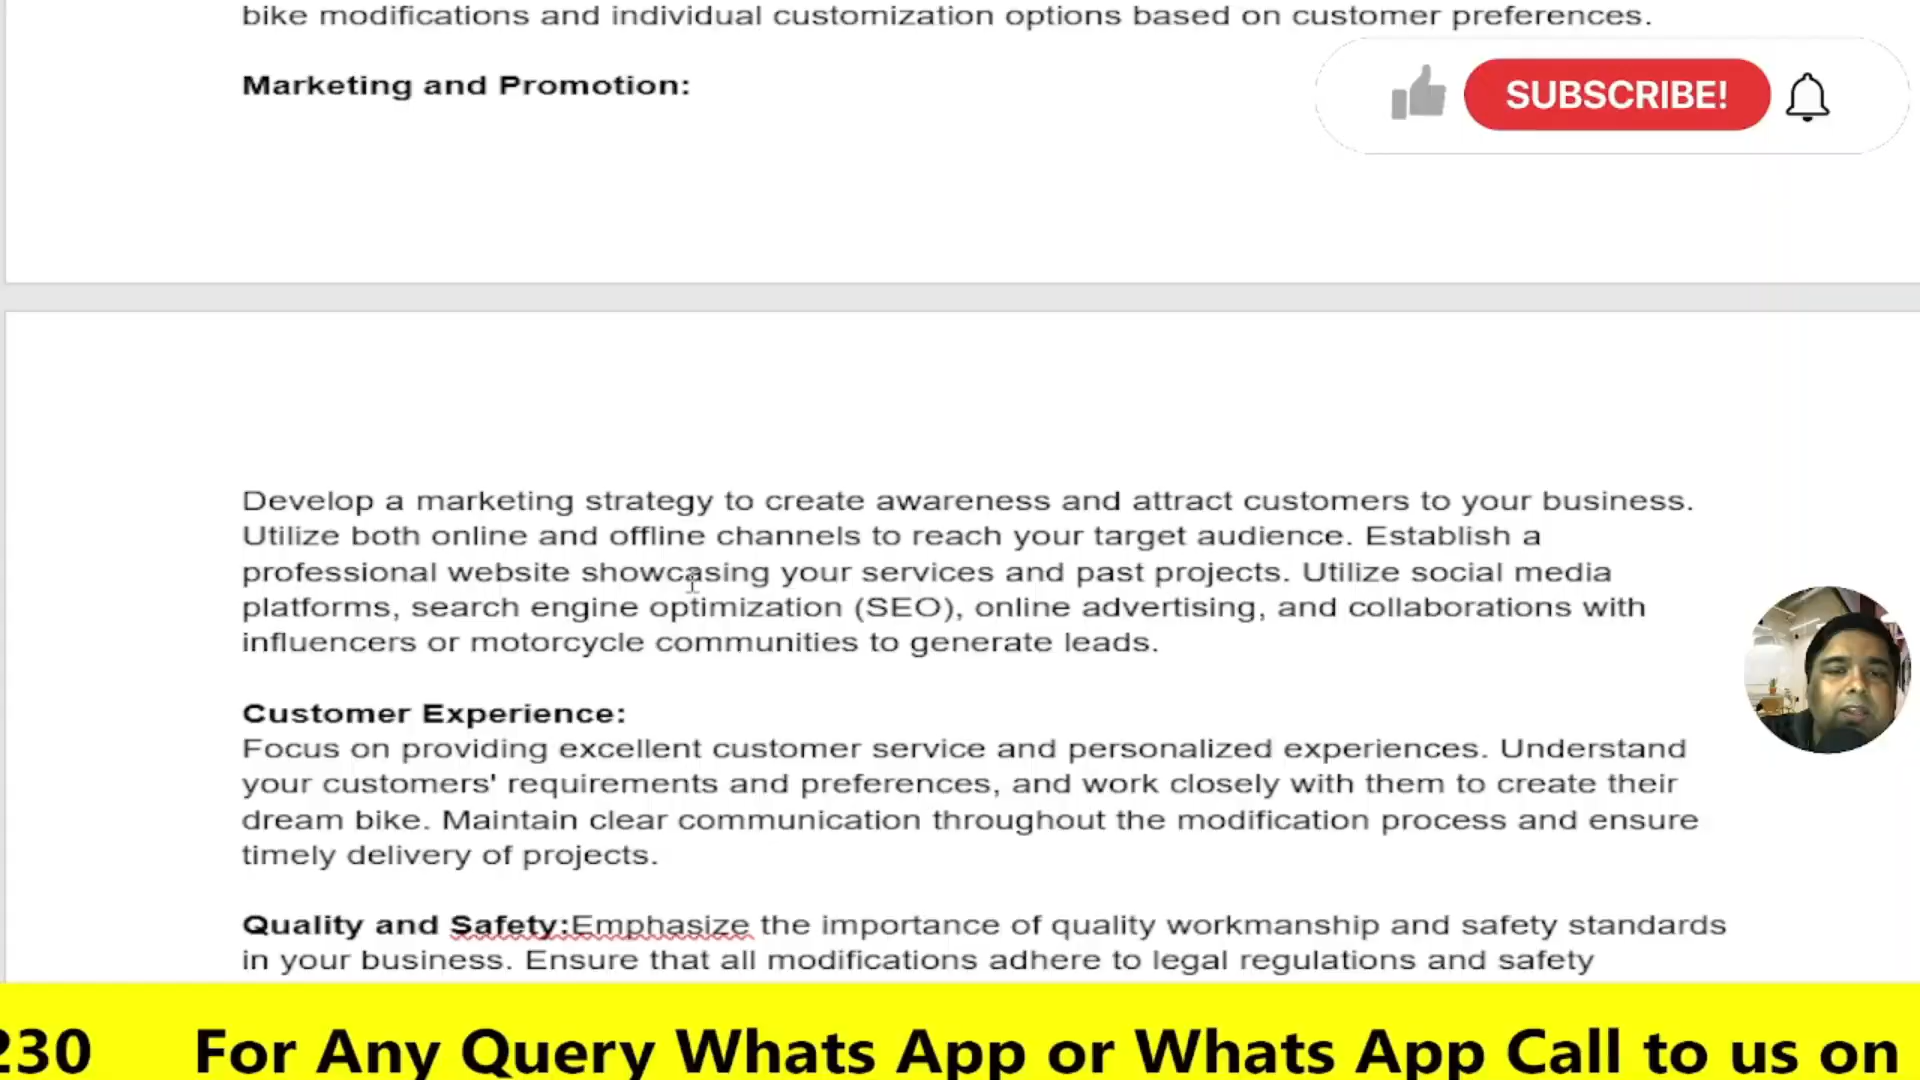 bike modifications and individual customization options based on customer preferences.
Marketing and Promotion:
SUBSCRIBE!
Develop a marketing strategy to create awareness and attract customers to your business.
Utilize both online and offline channels to reach your target audience. Establish a
professional website showcasing your services and past projects. Utilize social media
platforms, search engine optimization (SEO), online advertising, and collaborations with
influencers or motorcycle communities to generate leads.
Customer Experience:
Focus on providing excellent customer service and personalized experiences. Understand
your customers' requirements and preferences, and work closely with them to create their
dream bike. Maintain clear communication throughout the modification process and ensure
timely delivery of projects.
Quality and Safety:Emphasize the importance of quality workmanship and safety standards
in your business. Ensure that all modifications adhere to legal regulations and safety
230 For Any Query Whats App or Whats App Call to us on